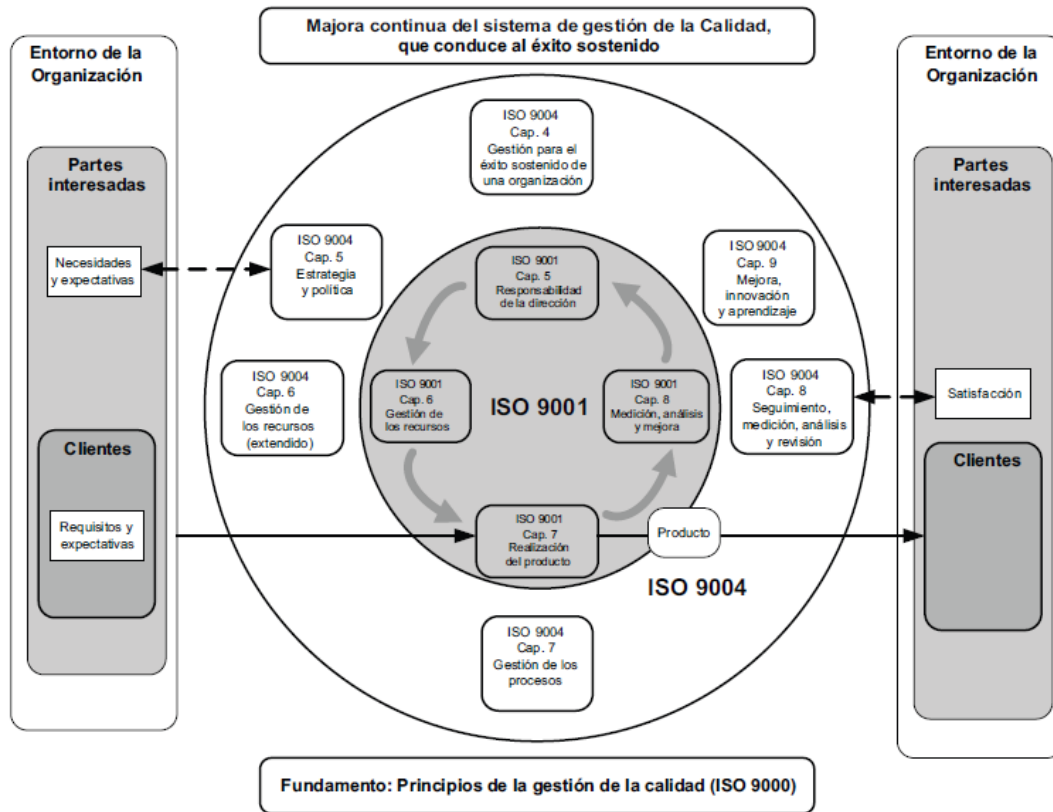 Majora continua del sistema de gestión de la Calidad,
que conduce al éxito sostenido
Entorno de la
Organización
Partes
interesadas
Necesidades
y expectativas
Clientes
Requisitos y
expectativas
ISO 9004
Cap. 4
Gestión para el
éxito sostenido de
una organización
ISO 9004
Cap. 5
Estrategia
y política
ISO 9004
Cap. 9
Mejora,
innovación
y aprendizaje
ISO 9001
Cap. 5
Responsabilidad
de la dirección
ISO 9004
Cap. 6
Gestión de
los recursos
(extendido)
ISO 9001
Cap. 6
Gestión de
los recursos
ISO 9001
ISO 9001
Cap. 8
Medición, análisis
y mejora
ISO 9004
Cap. 8
Seguimiento,
medición, análisis
y revisión
ISO 9001
Cap. 7
Realización
del producto
Producto
ISO 9004
ISO 9004
Cap. 7
Gestión de los
procesos
Entorno de la
Organización
Partes
interesadas
Satisfacción
Clientes
Fundamento: Principios de la gestión de la calidad (ISO 9000)